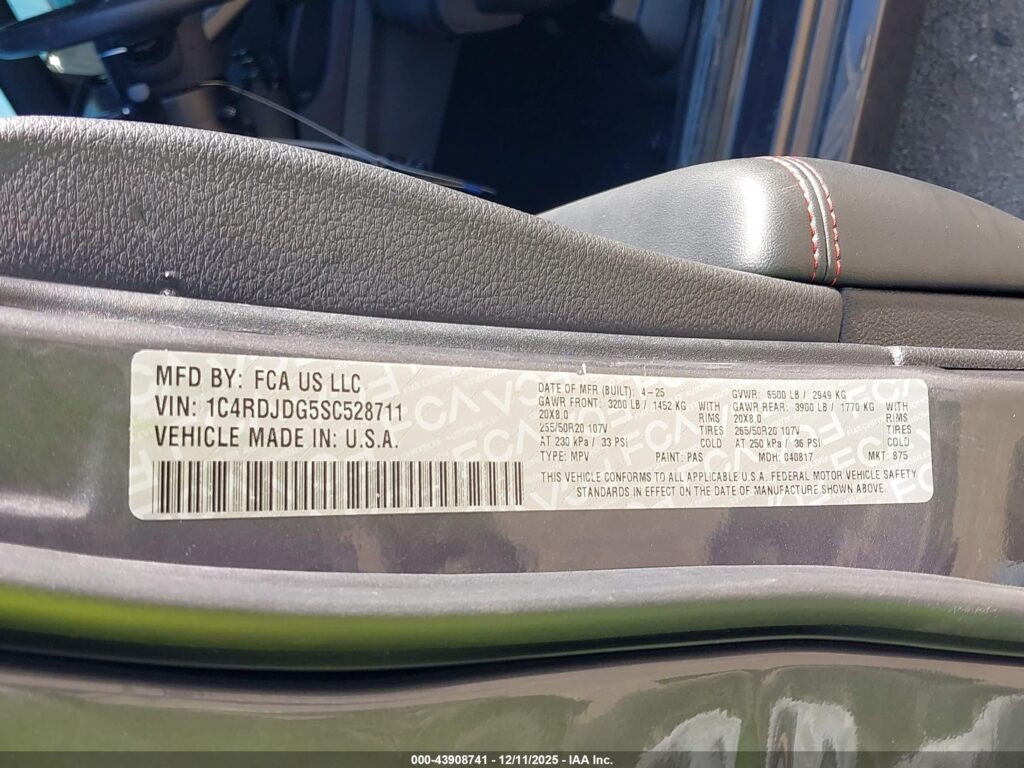 MFD BY: FCA US LLC
VIN: 1C4RDJDG5SC528711
VEHICLE MADE IN: U.S.A.
DATE OF MFR (BUILT): 4-25 GVWR: 6500 LB / 2949 KG
GAWR FRONT: 3200 LB / 1452 KG WITH GAWR REAR: 3900 LB / 1770 KG WITH
20X8.0 RIMS 20X8.0 RIMS
255/50R20 107V TIRES 265/50R20 107V TIRES
AT 230 kPa / 33 PSI COLD AT 250 kPa / 36 PSI COLD
TYPE: MPV PAINT: PAS MDH: 040817 MKT: 875
THIS VEHICLE CONFORMS TO ALL APPLICABLE U.S.A. FEDERAL MOTOR VEHICLE SAFETY
STANDARDS IN EFFECT ON THE DATE OF MANUFACTURE SHOWN ABOVE.
000-43908741 - 12/11/2025 - IAA Inc.